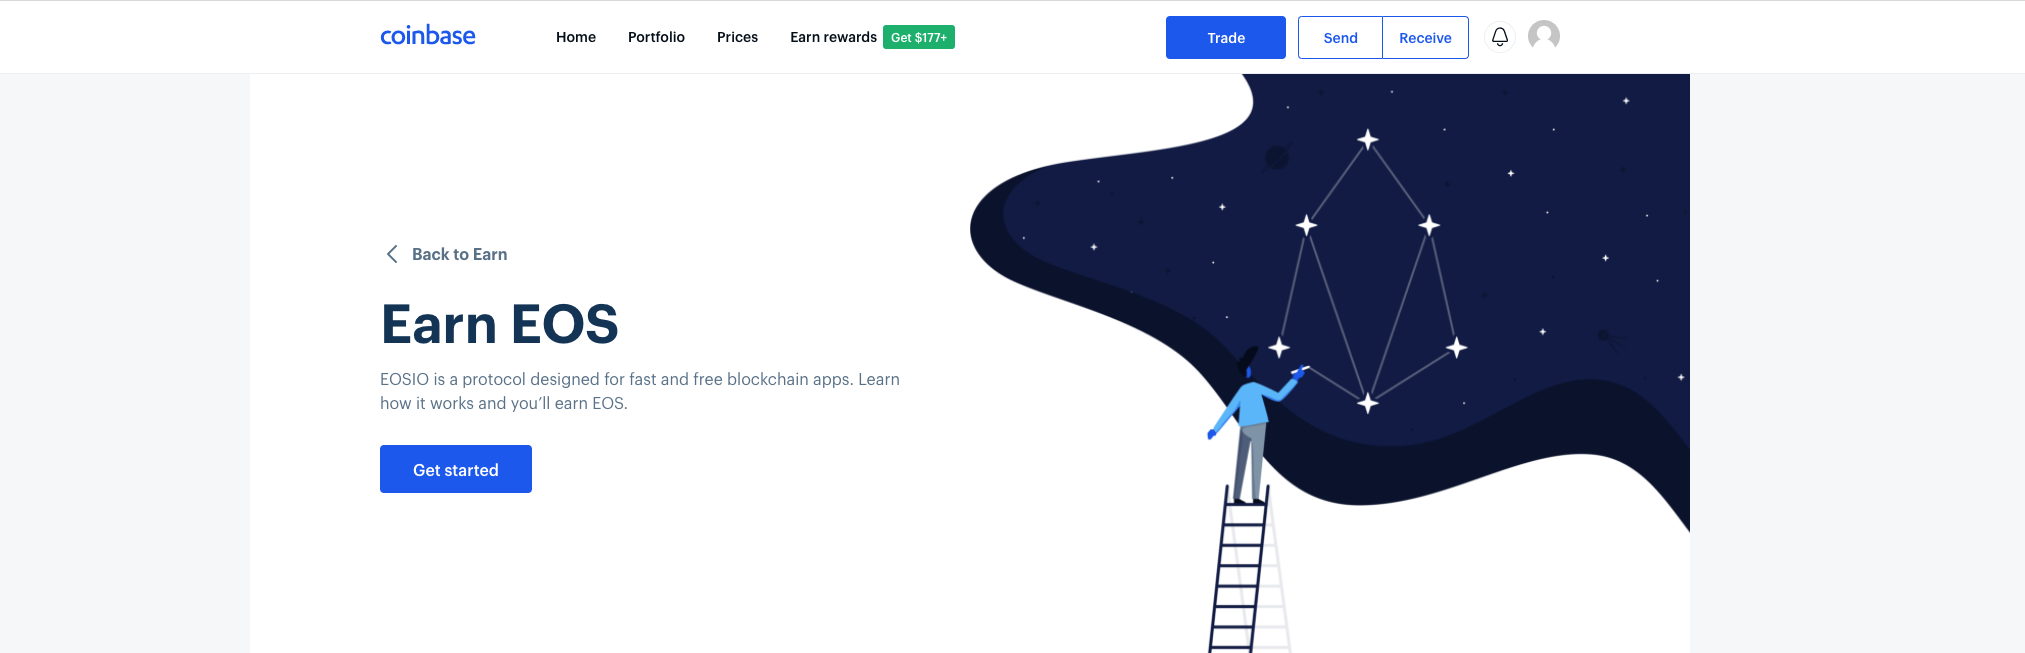 coinbase
Home
Portfolio
Prices
Earn rewards
Get $177+
Trade
Send
Receive
Back to Earn
Earn EOS
EOSIO is a protocol designed for fast and free blockchain apps. Learn
how it works and you’ll earn EOS.
Get started